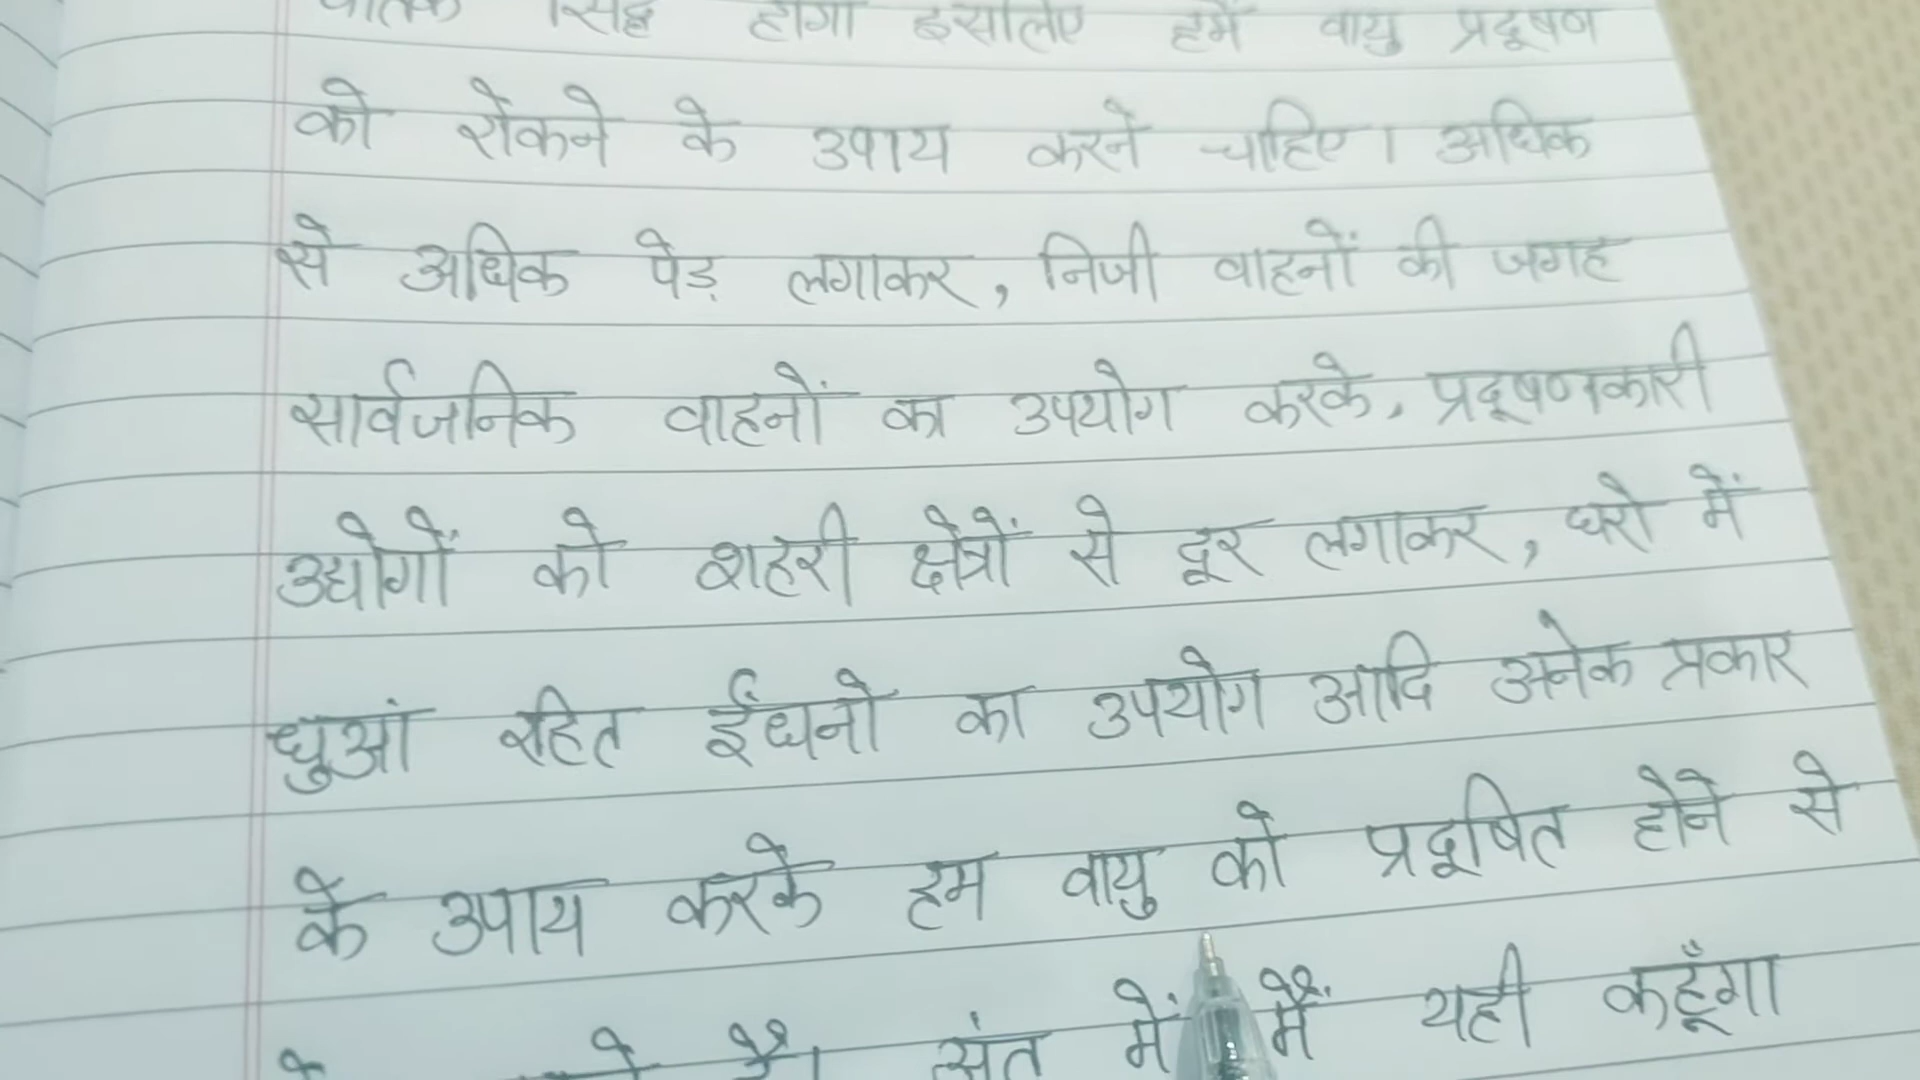 सिद्ध होगा इसलिए हमें वायु प्रदूषण
को रोकने के उपाय करने चाहिए। अधिक
से अधिक पेड़ लगाकर, निजी वाहनों की जगह
सार्वजनिक वाहनों का उपयोग करके, प्रदूषणकारी
उद्योगों को शहरी क्षेत्रों से दूर लगाकर, घरो में
धुआं रहित ईंधनो का उपयोग आदि अनेक प्रकार
के उपाय करके हम वायु को प्रदूषित होने से
हैं। अंत में मैं यही कहूँगा